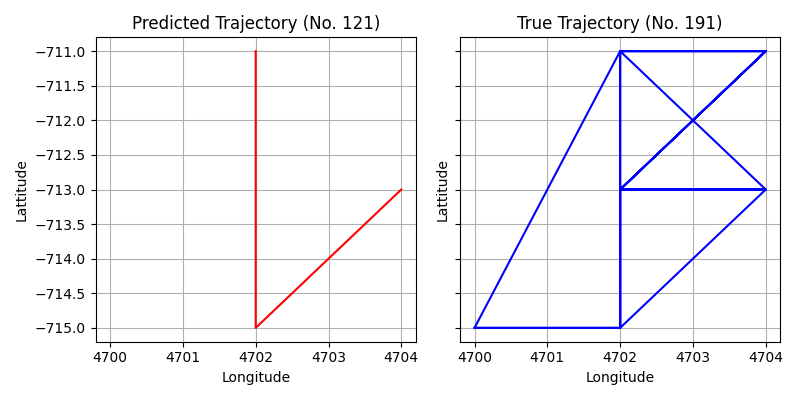 Predicted Trajectory (No. 121)
True Trajectory (No. 191)
−711.0
−711.5
−712.0
−712.5
−713.0
−713.5
−714.0
−714.5
−715.0
Lattitude
Lattitude
4700 4701 4702 4703 4704
4700 4701 4702 4703 4704
Longitude
Longitude